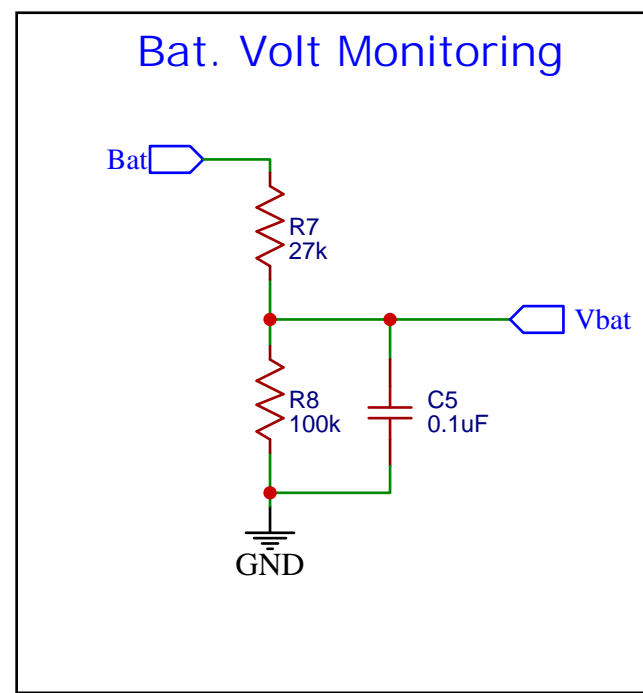 Bat. Volt Monitoring
Bat
R7
27k
Vbat
R8
100k
C5
0.1uF
GND